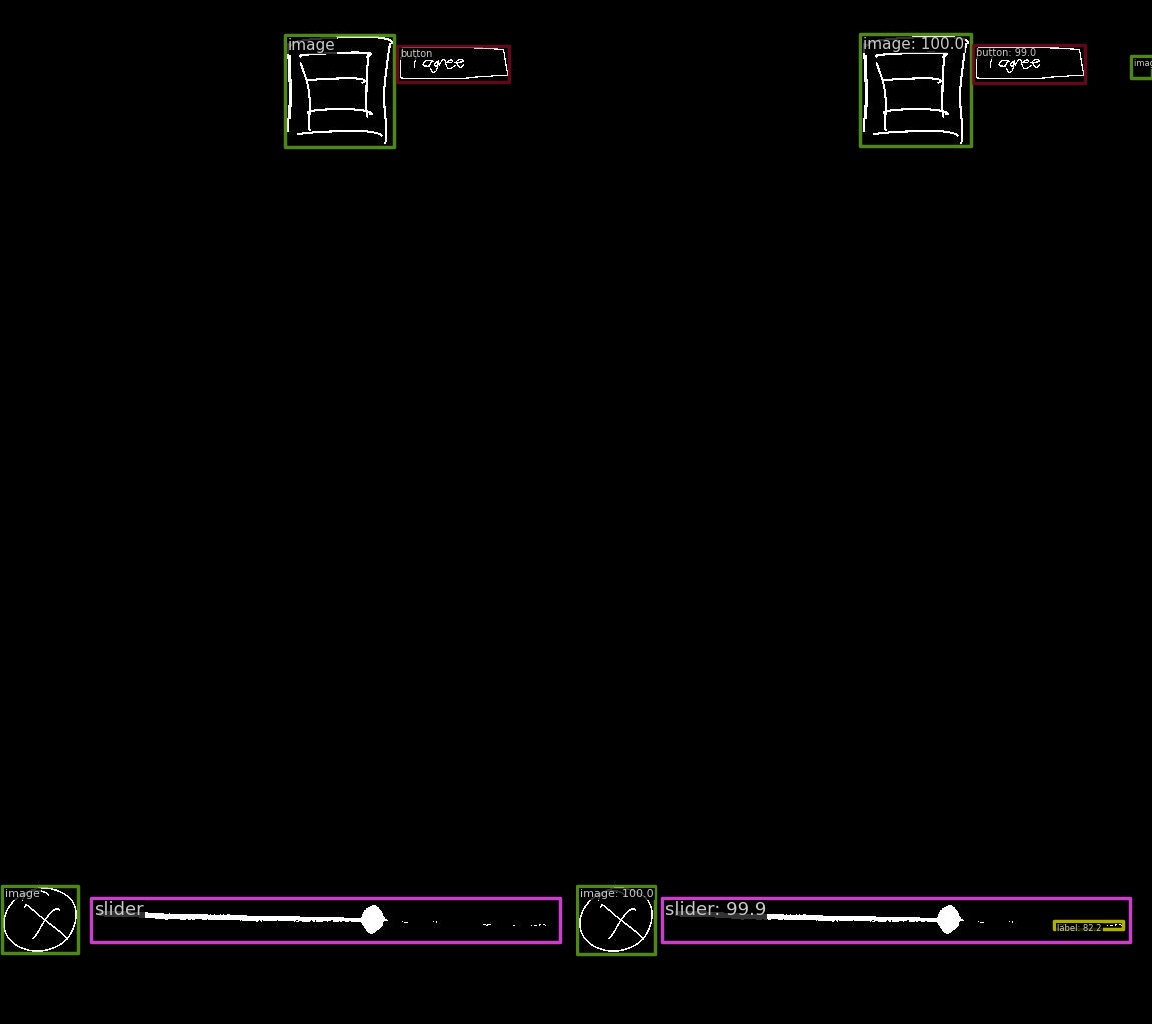 image
button
I agree
image: 100.0
button: 99.0
I agree
imag
image
slider
image: 100.0
slider: 99.9
label: 82.2